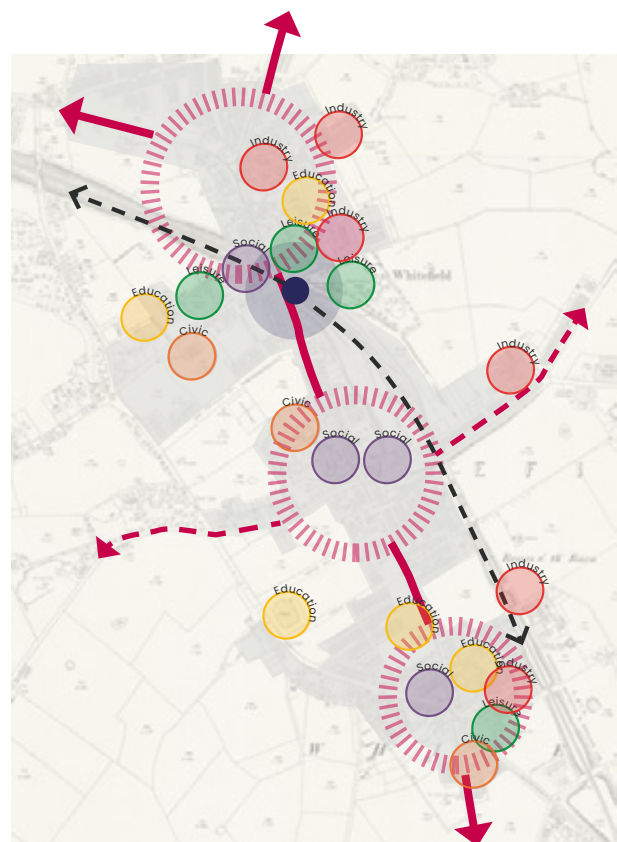 Industry
Industry
Education
Industry
Leisure
Social
Leisure
Leisure
Whitefield
Education
Civic
Industry
Civic
Social
Social
Industry
Education
Education
Education
Industry
Social
Leisure
Civic
W H